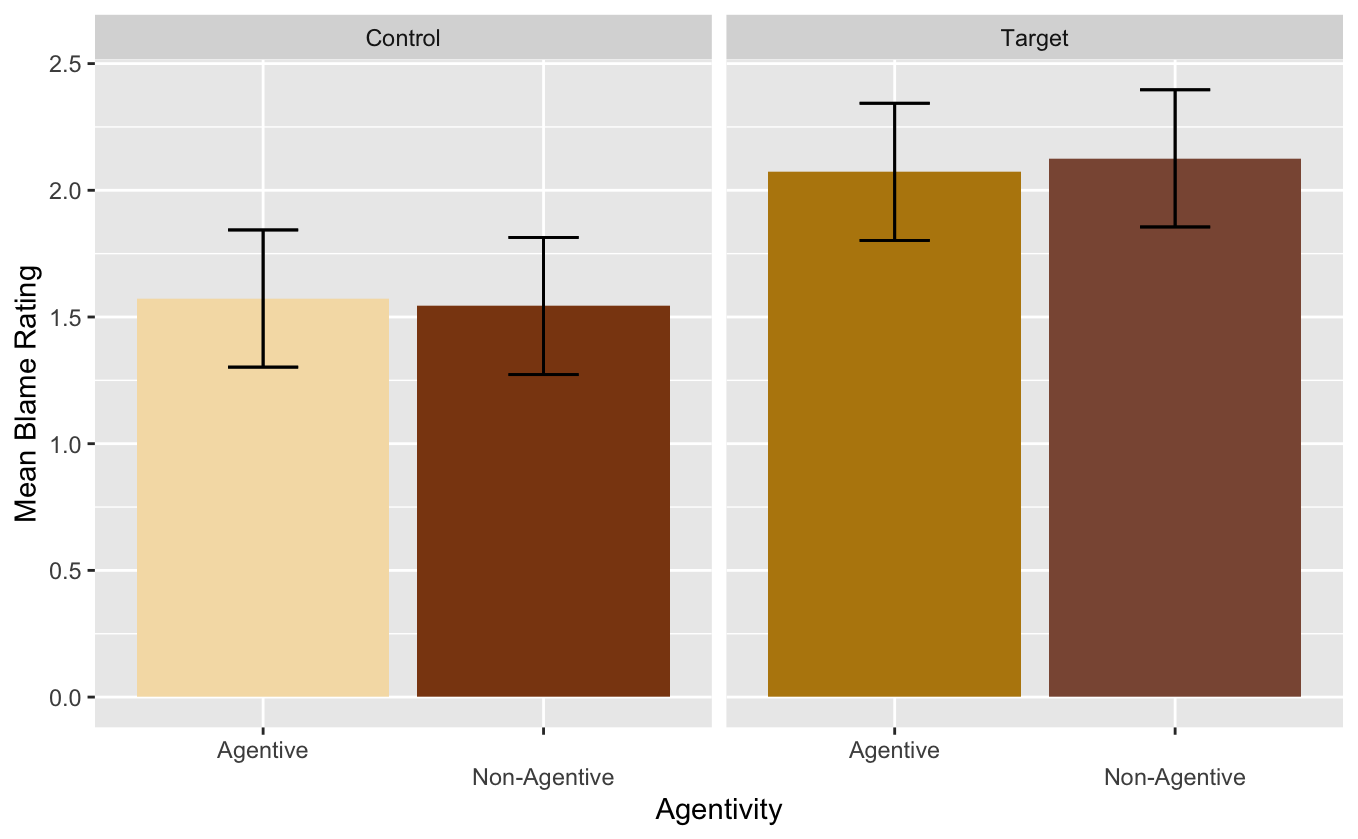 Control
Target
Mean Blame Rating
2.5
2.0
1.5
1.0
0.5
0.0
Agentive
Non-Agentive
Agentive
Non-Agentive
Agentivity